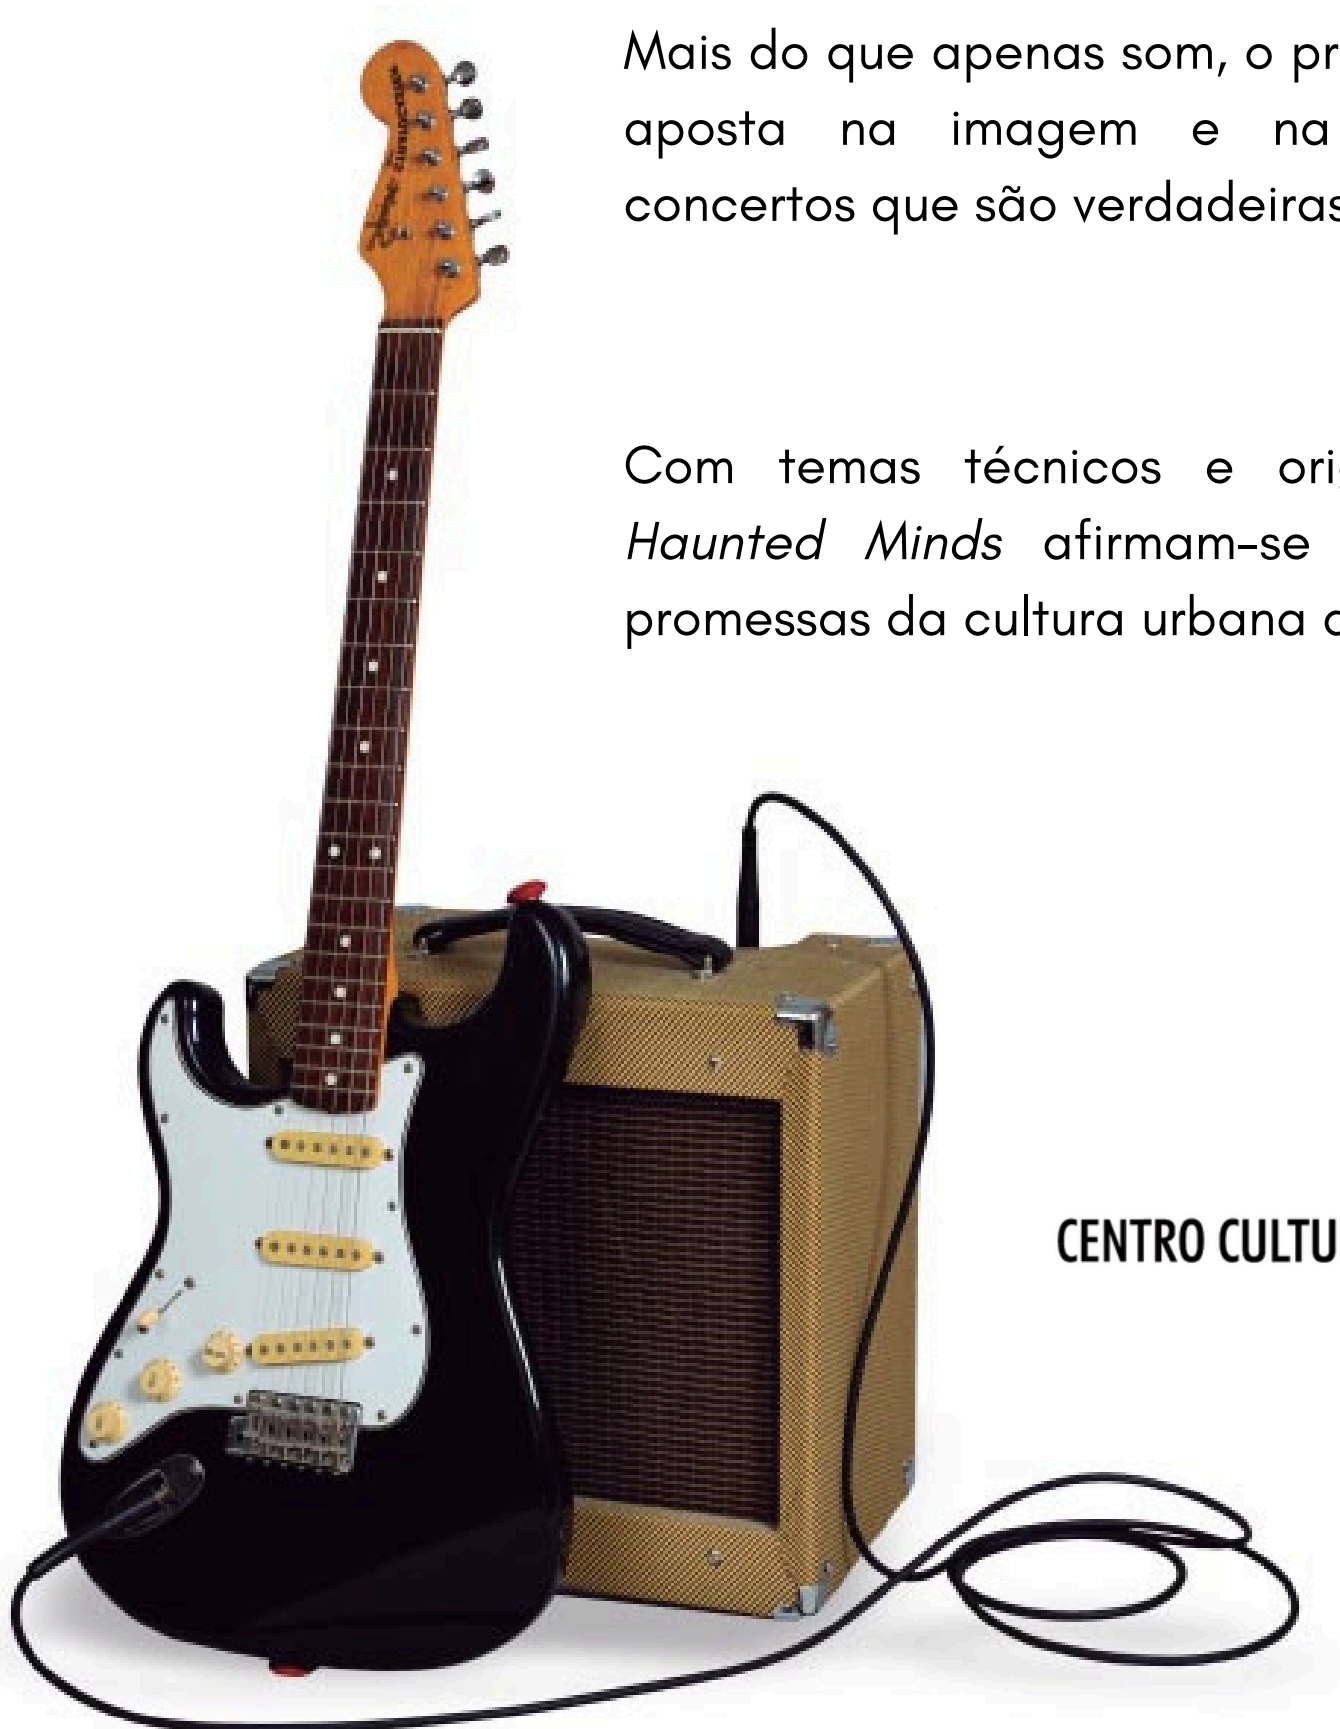 Mais do que apenas som, o pr
aposta na imagem e na
concertos que são verdadeiras
Com temas técnicos e orig
Haunted Minds afirmam-se
promessas da cultura urbana
CENTRO CULTU